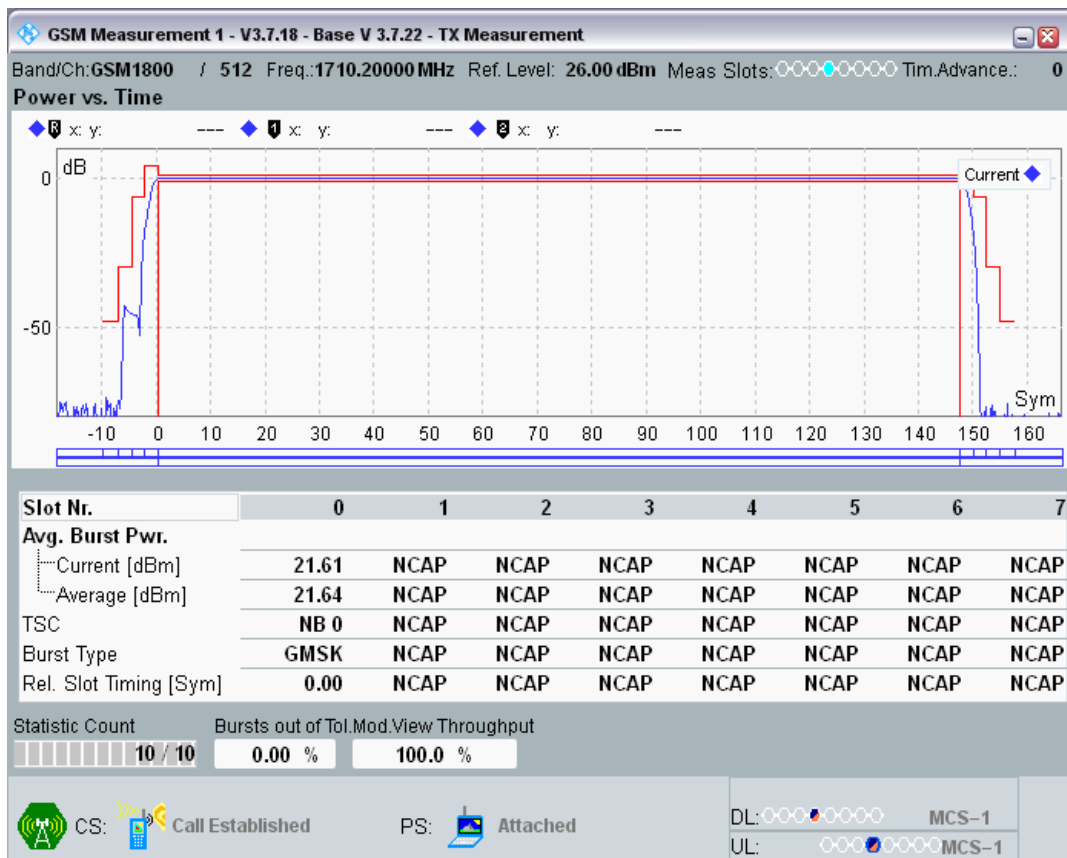 GSM Measurement 1 - V3.7.18 - Base V 3.7.22 - TX Measurement
Band/Ch:GSM1800 / 512 Freq.:1710.20000 MHz Ref. Level: 26.00 dBm Meas Slots: Tim.Advance.: 0
Power vs. Time
R x: y: --- 1 x: y: --- 2 x: y: ---
dB
Current
0
-50
Sym
-10 0 10 20 30 40 50 60 70 80 90 100 110 120 130 140 150 160
Slot Nr. 0 1 2 3 4 5 6 7
Avg. Burst Pwr.
Current [dBm] 21.61 NCAP NCAP NCAP NCAP NCAP NCAP NCAP
Average [dBm] 21.64 NCAP NCAP NCAP NCAP NCAP NCAP NCAP
TSC NB 0 NCAP NCAP NCAP NCAP NCAP NCAP NCAP
Burst Type GMSK NCAP NCAP NCAP NCAP NCAP NCAP NCAP
Rel. Slot Timing [Sym] 0.00 NCAP NCAP NCAP NCAP NCAP NCAP NCAP
Statistic Count Bursts out of Tol.Mod.View Throughput
10 / 10 0.00 % 100.0 %
CS: Call Established PS: Attached
DL: MCS-1
UL: MCS-1